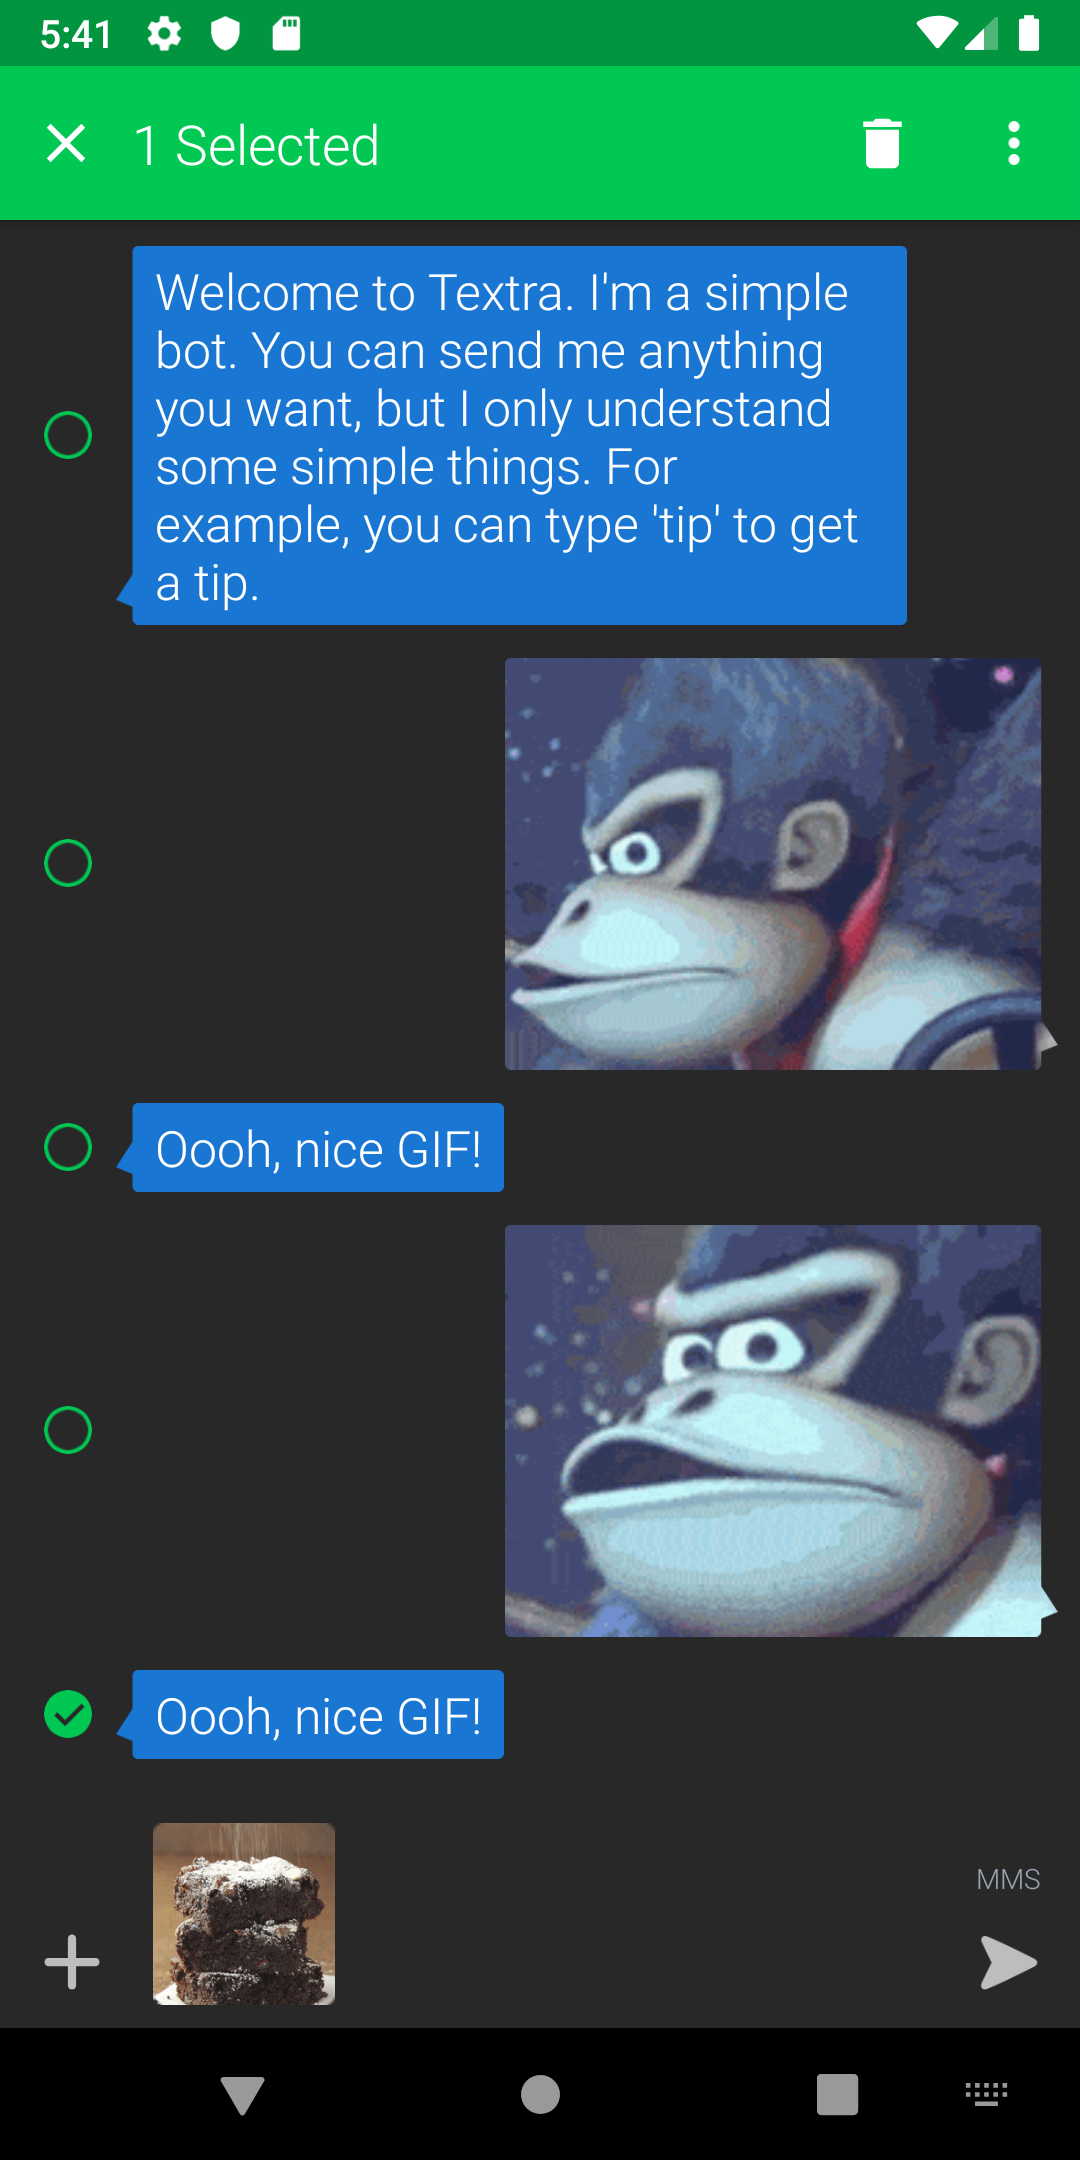 5:41
1 Selected
Welcome to Textra. I'm a simple
bot. You can send me anything
you want, but I only understand
some simple things. For
example, you can type 'tip' to get
a tip.
Oooh, nice GIF!
Oooh, nice GIF!
MMS